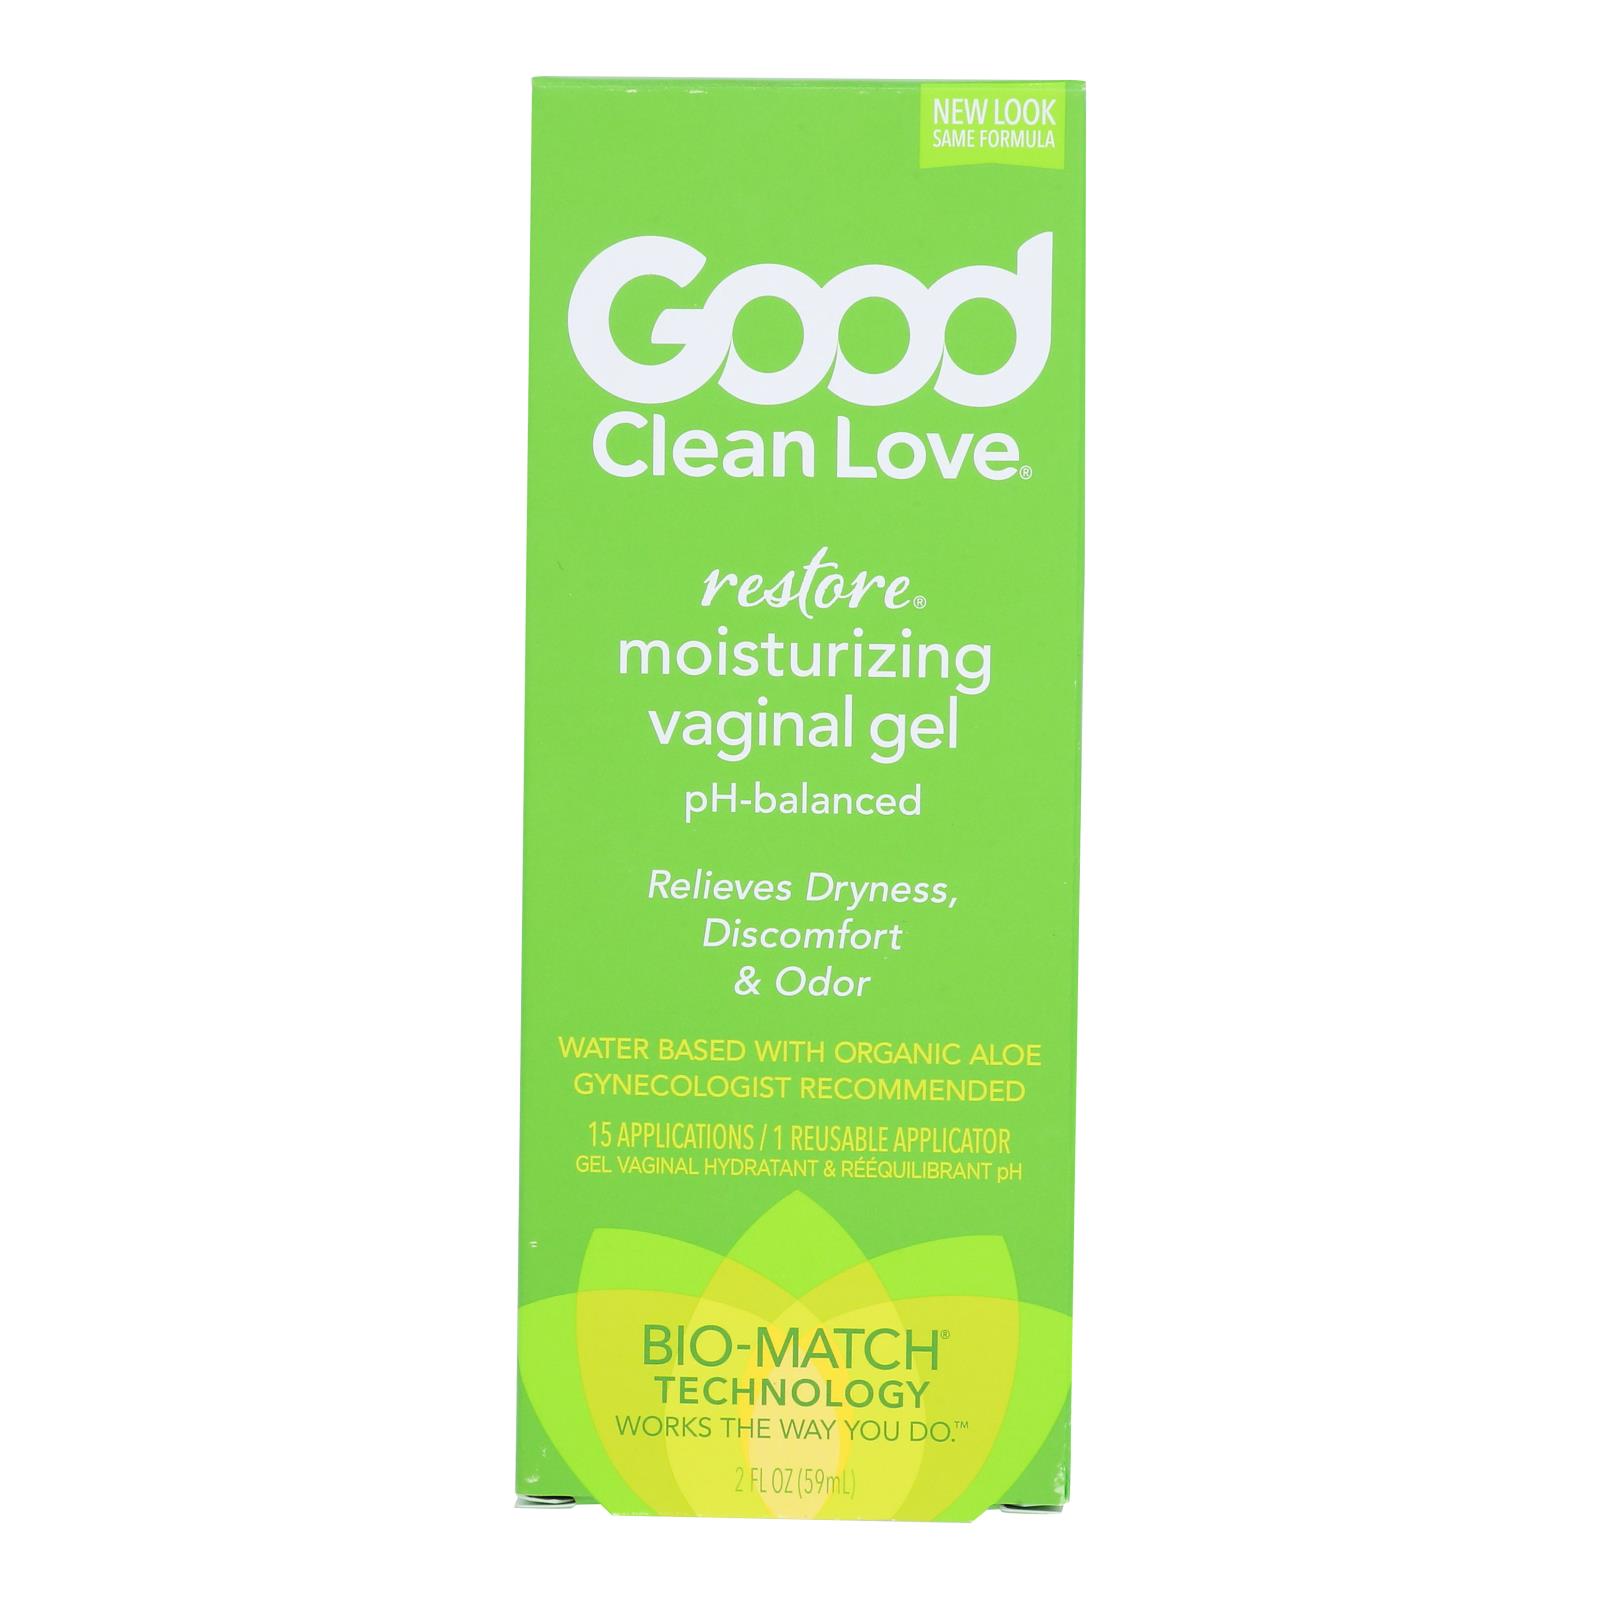 NEW LOOK
SAME FORMULA
Good
Clean Love®
restore®
moisturizing
vaginal gel
pH-balanced
Relieves Dryness,
Discomfort
& Odor
WATER BASED WITH ORGANIC ALOE
GYNECOLOGIST RECOMMENDED
15 APPLICATIONS / 1 REUSABLE APPLICATOR
GEL VAGINAL HYDRATANT & RÉÉQUILIBRANT pH
BIO-MATCH®
TECHNOLOGY
WORKS THE WAY YOU DO.™
2 FL OZ (59mL)